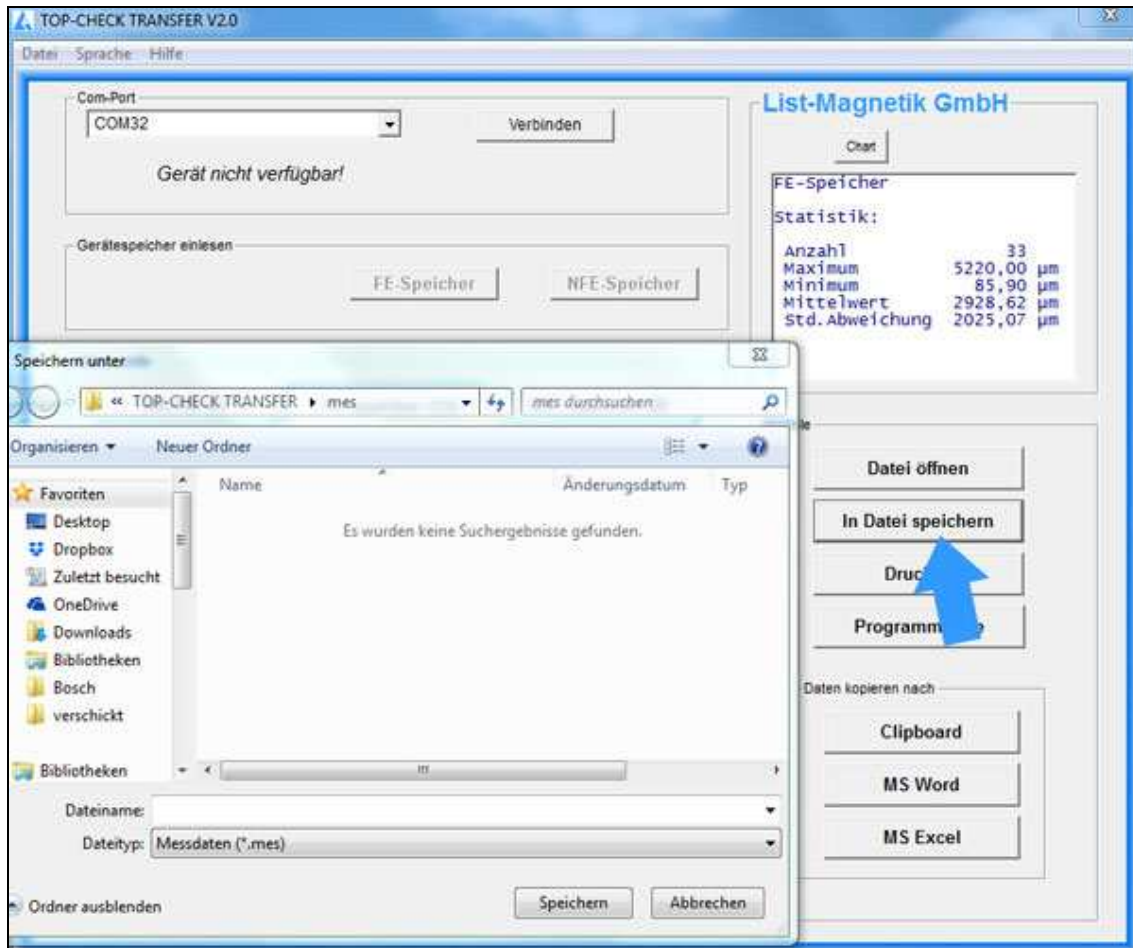 TOP-CHECK TRANSFER V2.0
Datei Sprache Hilfe
Com-Port
COM32
Verbinden
Gerät nicht verfügbar!
Gerätespeicher einlesen
FE-Speicher NFE-Speicher
List-Magnetik GmbH
Chart
FE-Speicher
Statistik:
Anzahl 33
Maximum 5220,00 µm
Minimum 85,90 µm
Mittelwert 2928,62 µm
Std.Abweichung 2025,07 µm
Speichern unter
« TOP-CHECK TRANSFER mes
mes durchsuchen
Organisieren Neuer Ordner
Name Änderungsdatum Typ
Es wurden keine Suchergebnisse gefunden.
Favoriten
Desktop
Dropbox
Zuletzt besucht
OneDrive
Downloads
Bibliotheken
Bosch
verschickt
Bibliotheken
Dateiname:
Dateityp: Messdaten (*.mes)
Ordner ausblenden
Speichern Abbrechen
Datei öffnen
In Datei speichern
Daten kopieren nach
Clipboard
MS Word
MS Excel